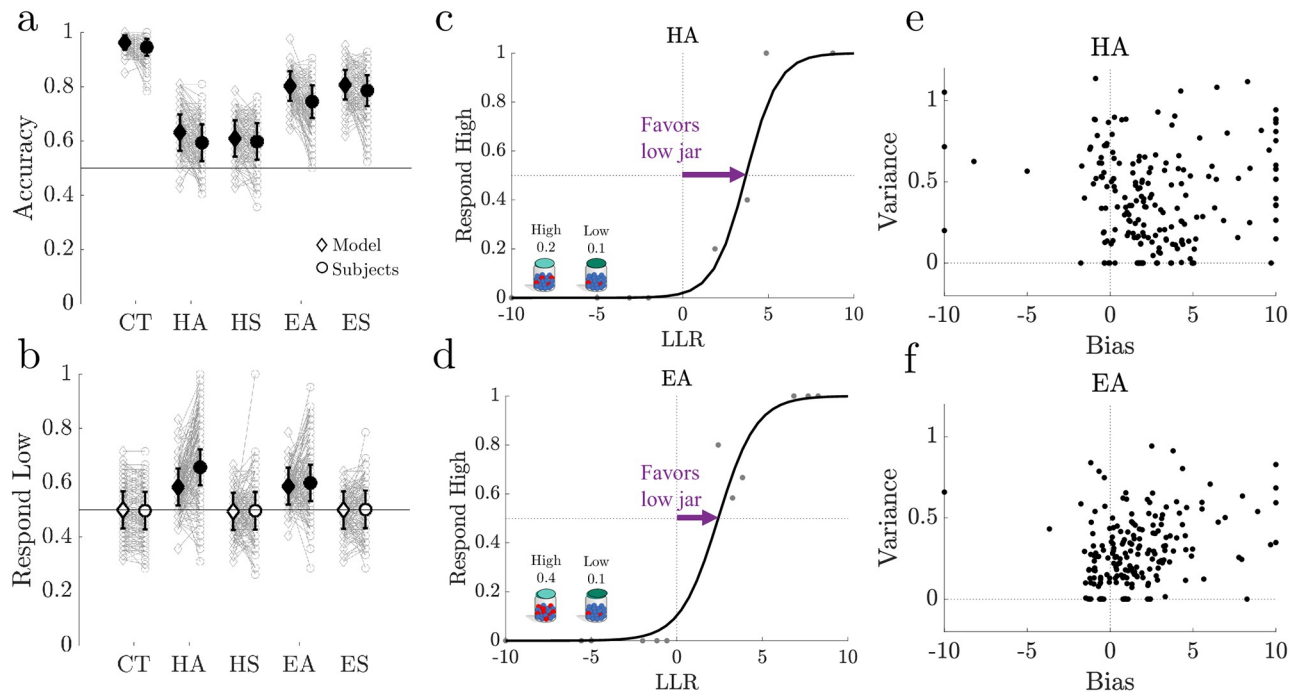 a
1
0.8
0.6
0.4
0.2
0
Accuracy
Model
Subjects
CT HA HS EA ES
b
1
0.8
0.6
0.4
0.2
0
Respond Low
CT HA HS EA ES
c
HA
1
0.8
0.6
0.4
0.2
0
Respond High
Favors
low jar
High Low
0.2 0.1
-10 -5 0 5 10
LLR
d
EA
1
0.8
0.6
0.4
0.2
0
Respond High
Favors
low jar
High Low
0.4 0.1
-10 -5 0 5 10
LLR
e
HA
1
0.5
0
Variance
-10 -5 0 5 10
Bias
f
EA
1
0.5
0
Variance
-10 -5 0 5 10
Bias